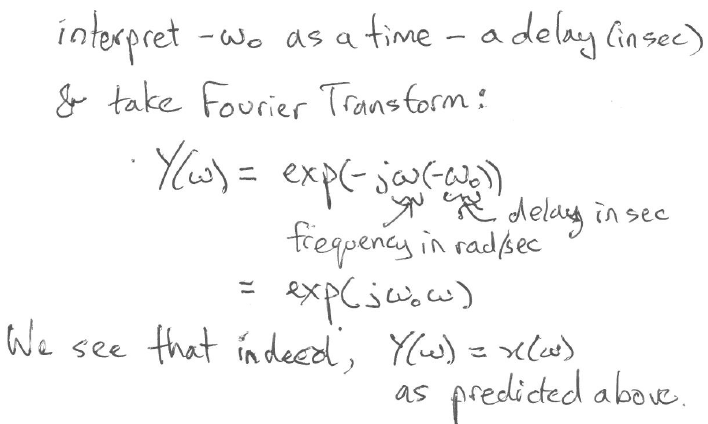 interpret -ω₀ as a time - a delay (in sec)
& take Fourier Transform:
Y(ω) = exp(-jω(-ω₀))
delay in sec
frequency in rad/sec
= exp(jω₀ω)
We see that indeed, Y(ω) = x(ω)
as predicted above.